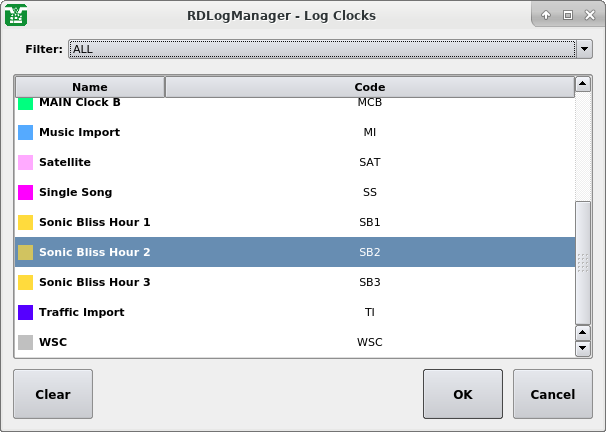 RDLogManager - Log Clocks
Filter: ALL
Name Code
MAIN Clock B MCB
Music Import MI
Satellite SAT
Single Song SS
Sonic Bliss Hour 1 SB1
Sonic Bliss Hour 2 SB2
Sonic Bliss Hour 3 SB3
Traffic Import TI
WSC WSC
Clear OK Cancel